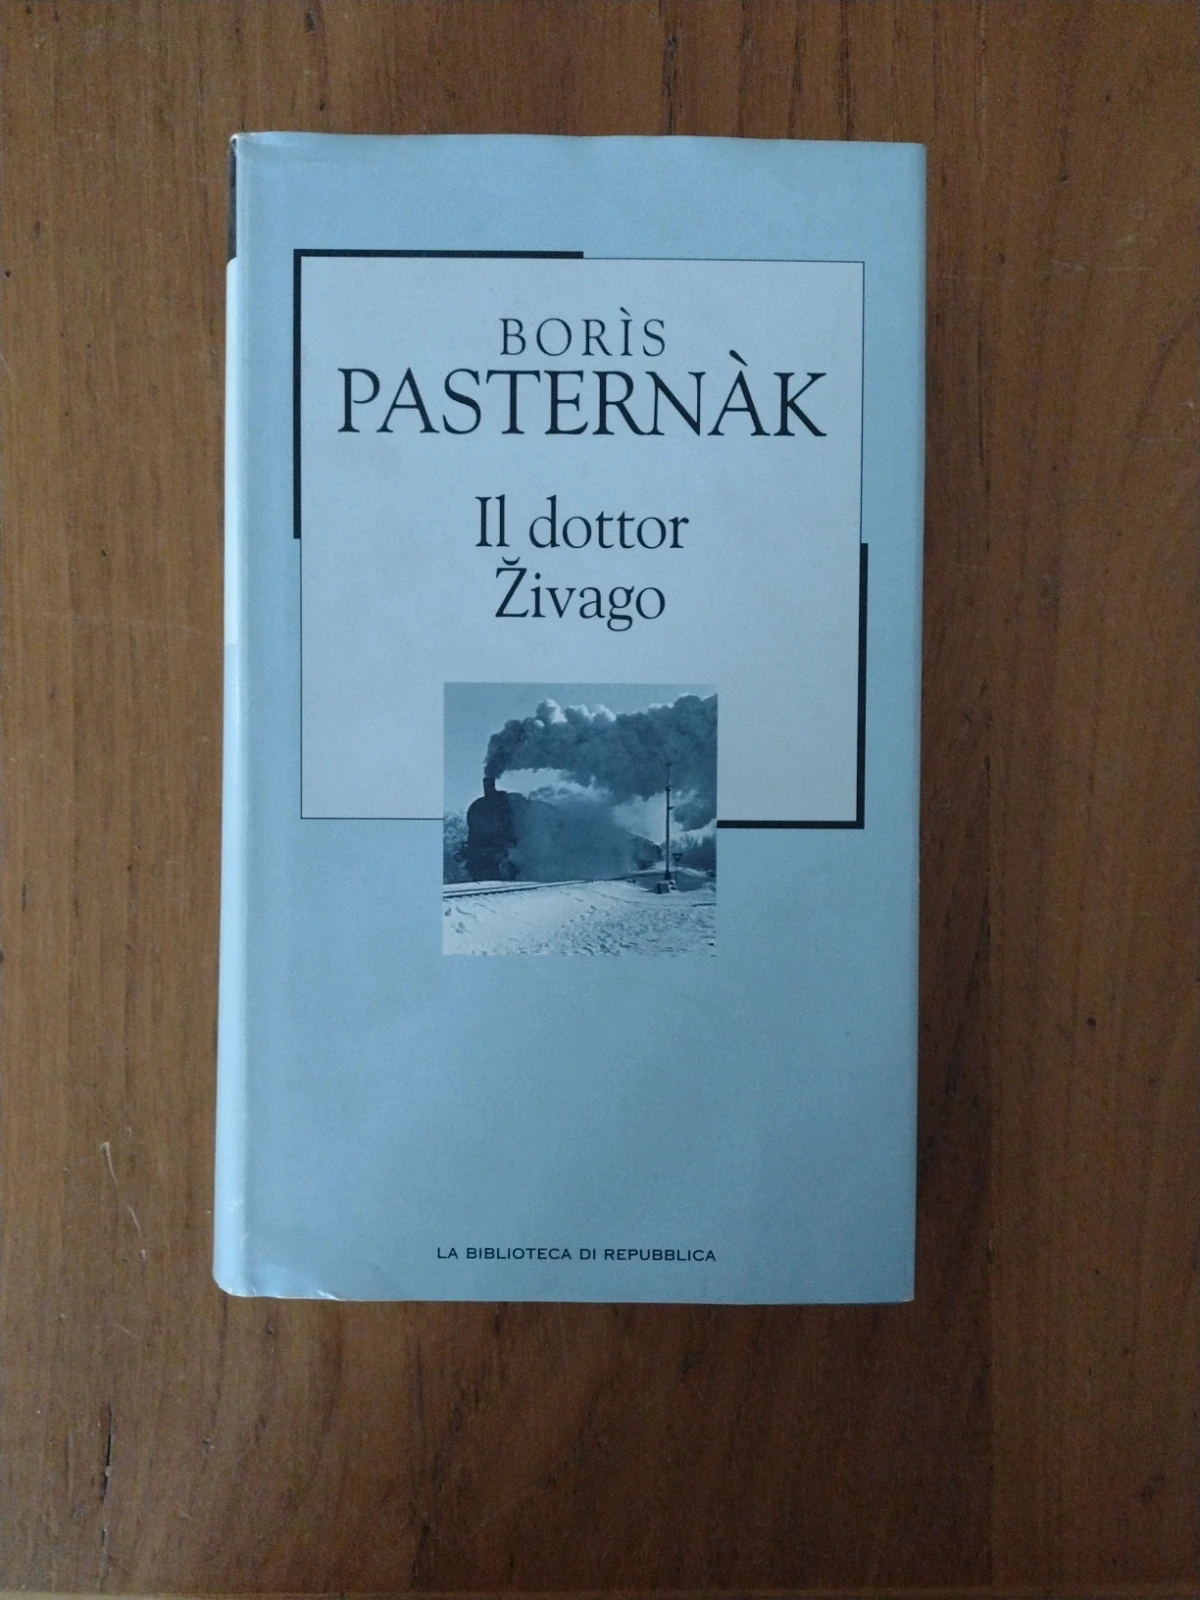 BORÌS
PASTERNÀK
Il dottor
Živago
LA BIBLIOTECA DI REPUBBLICA